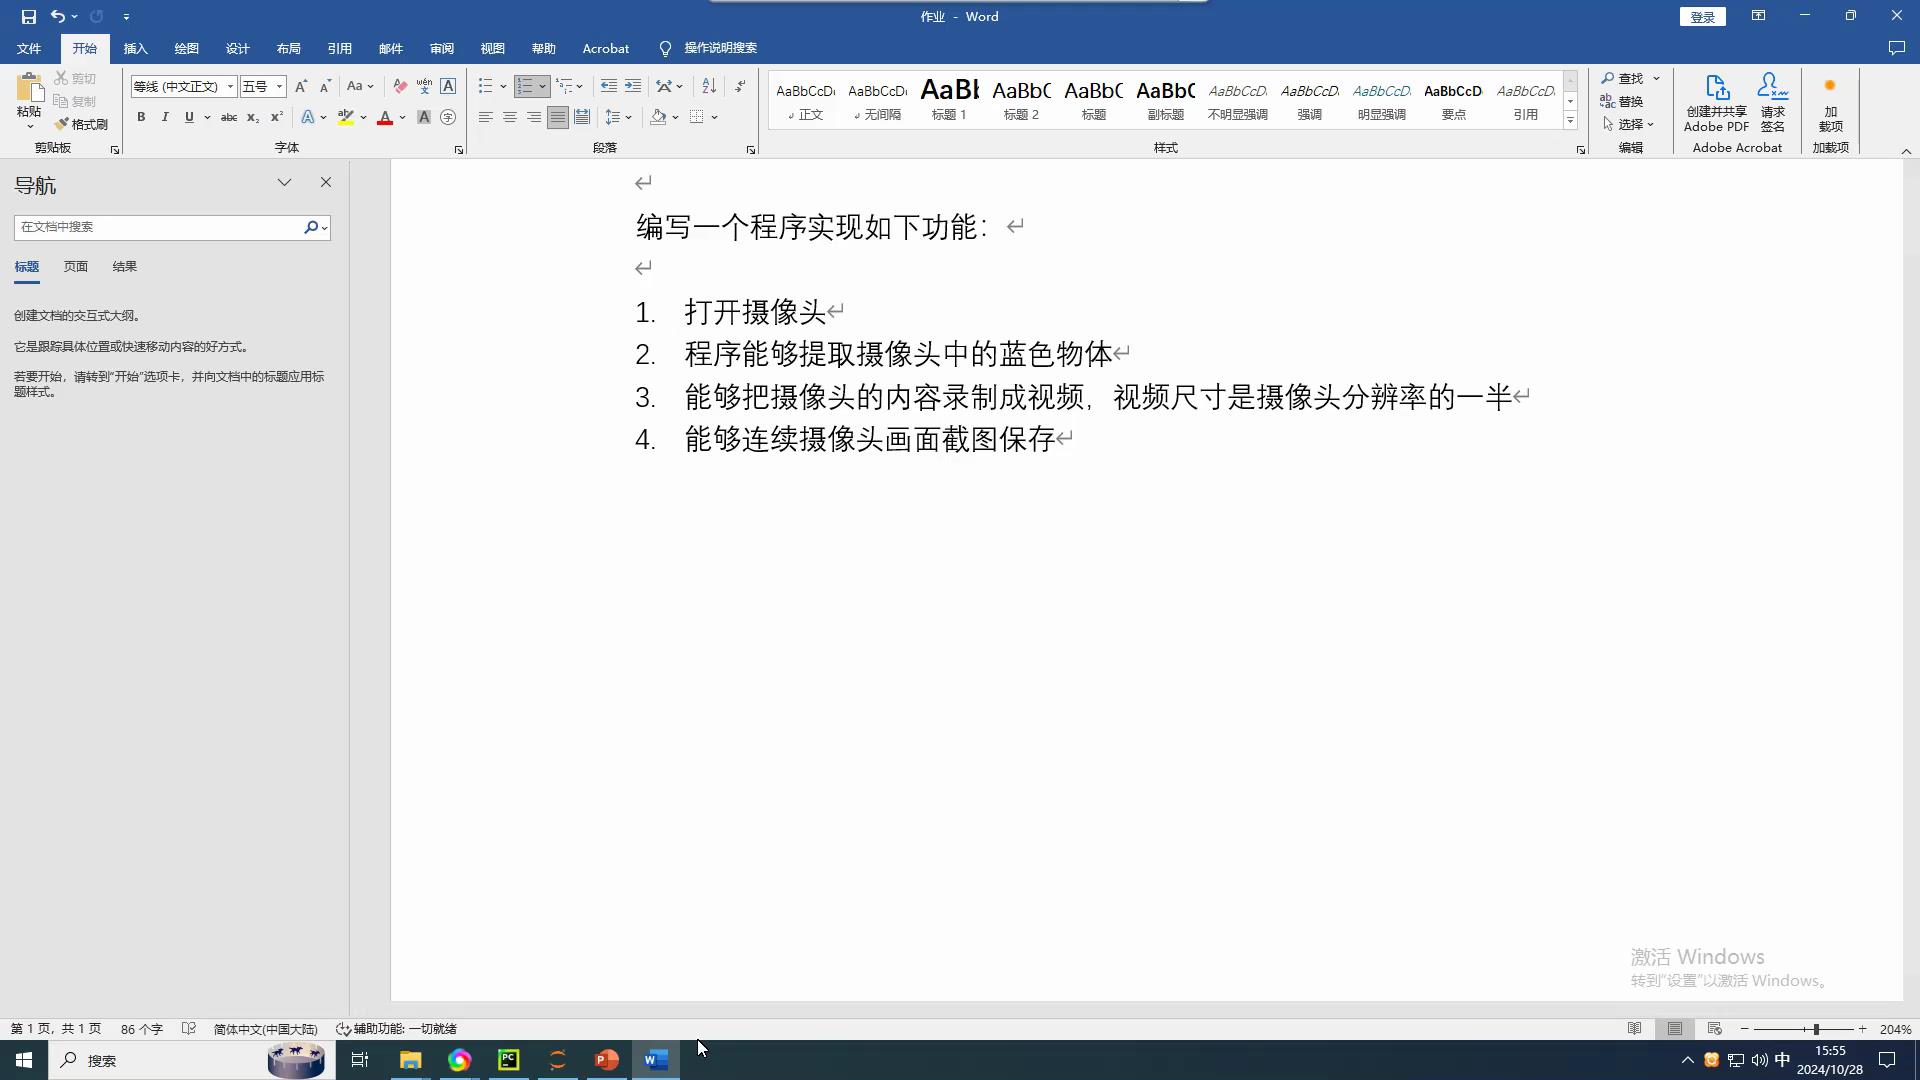 作业 - Word
登录
文件 开始 插入 绘图 设计 布局 引用 邮件 审阅 视图 帮助 Acrobat 操作说明搜索
粘贴 剪切 复制 格式刷
剪贴板
等线 (中文正文) 五号
字体
段落
AaBbCcDc 正文
AaBbCcDc 无间隔
AaBl 标题 1
AaBbC 标题 2
AaBbC 标题
AaBbC 副标题
AaBbCcD 不明显强调
AaBbCcD 强调
AaBbCcD 明显强调
AaBbCcD 要点
AaBbCcD 引用
样式
查找
替换
选择
编辑
创建并共享 Adobe PDF
请求签名
Adobe Acrobat
加载项
加载项
导航
在文档中搜索
标题 页面 结果
创建文档的交互式大纲。
它是跟踪具体位置或快速移动内容的好方式。
若要开始，请转到“开始”选项卡，并向文档中的标题应用标
题样式。
编写一个程序实现如下功能：
1. 打开摄像头
2. 程序能够提取摄像头中的蓝色物体
3. 能够把摄像头的内容录制成视频，视频尺寸是摄像头分辨率的一半
4. 能够连续摄像头画面截图保存
激活 Windows
转到“设置”以激活 Windows。
第 1 页，共 1 页 86 个字 简体中文(中国大陆) 辅助功能: 一切就绪
204%
搜索
中
15:55
2024/10/28